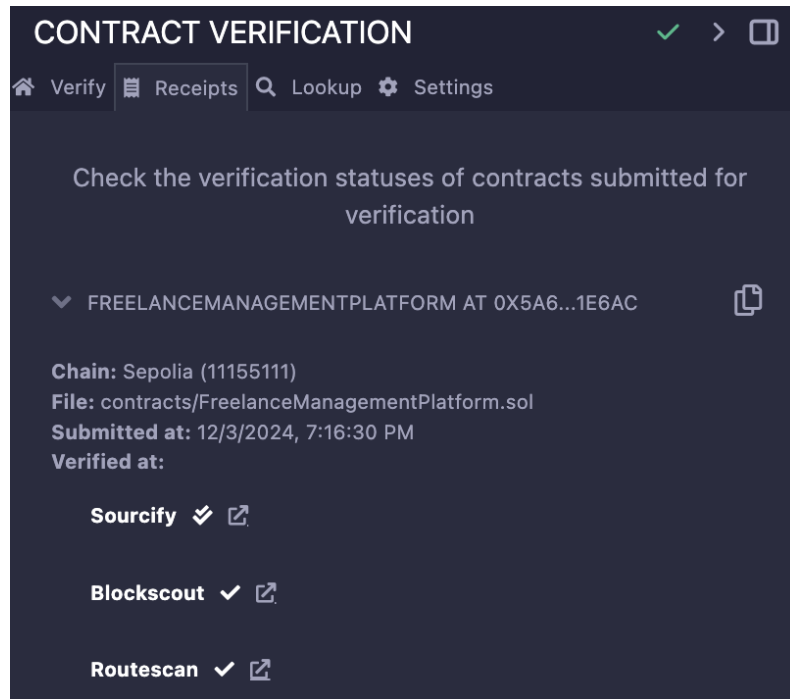 CONTRACT VERIFICATION
Verify Receipts Lookup Settings
Check the verification statuses of contracts submitted for
verification
FREELANCEMANAGEMENTPLATFORM AT 0X5A6...1E6AC
Chain: Sepolia (11155111)
File: contracts/FreelanceManagementPlatform.sol
Submitted at: 12/3/2024, 7:16:30 PM
Verified at:
Sourcify
Blockscout
Routescan